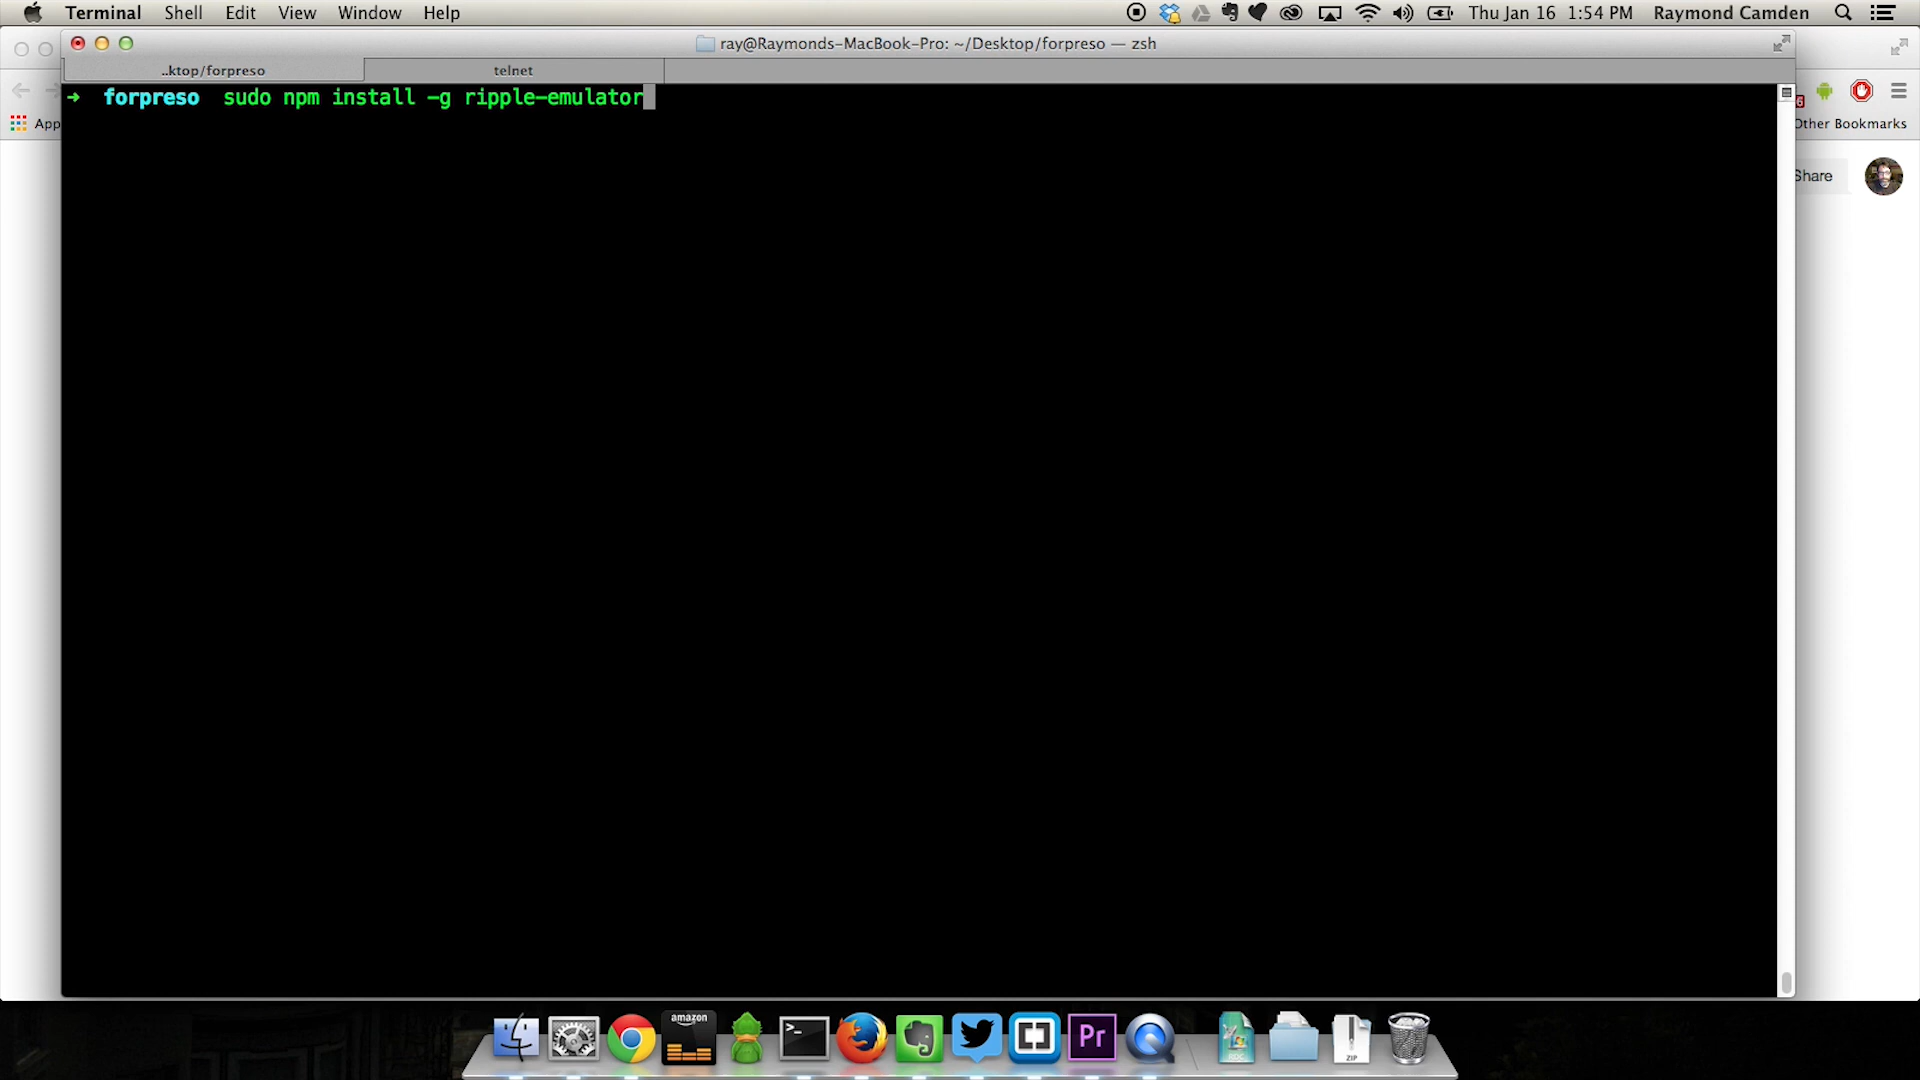 Terminal Shell Edit View Window Help Thu Jan 16 1:54 PM Raymond Camden
ray@Raymonds-MacBook-Pro: ~/Desktop/forpreso — zsh
..ktop/forpreso telnet
➜ forpreso sudo npm install -g ripple-emulator
App
Other Bookmarks
Share
amazon
Pr
ZIP